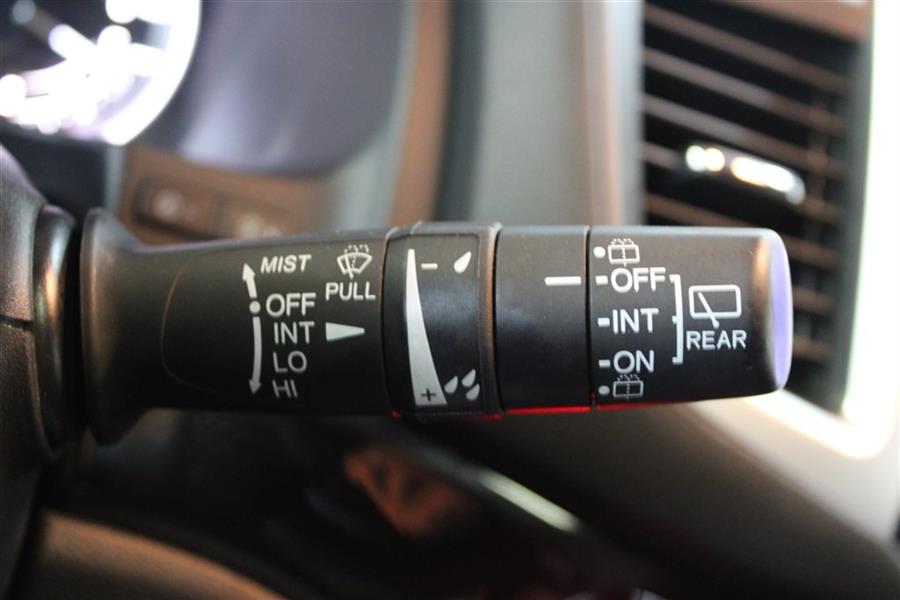 MIST
PULL
OFF
INT
LO
HI
− 
+
OFF
INT
ON
REAR